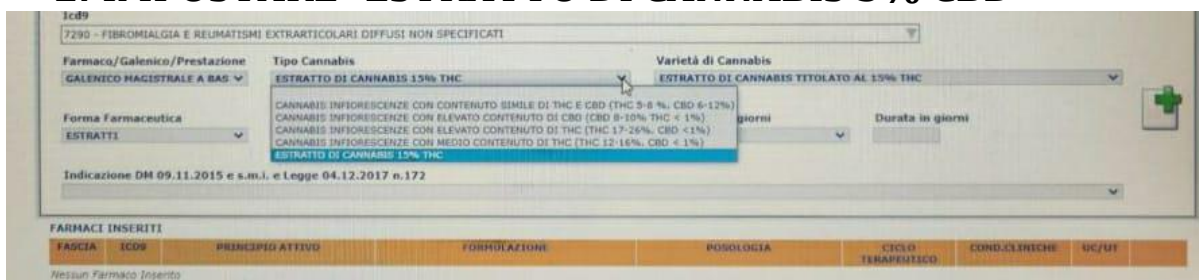 Icd9
7290 - FIBROMIALGIA E REUMATISMI EXTRARTICOLARI DIFFUSI NON SPECIFICATI
Farmaco/Galenico/Prestazione Tipo Cannabis Varietà di Cannabis
GALENICO MAGISTRALE A BAS ESTRATTO DI CANNABIS 15% THC ESTRATTO DI CANNABIS TITOLATO AL 15% THC
CANNABIS INFIORESCENZE CON CONTENUTO SIMILE DI THC E CBD (THC 5-8 %, CBD 6-12%)
CANNABIS INFIORESCENZE CON ELEVATO CONTENUTO DI CBD (CBD 8-10% THC < 1%)
Forma Farmaceutica giorni Durata in giorni
CANNABIS INFIORESCENZE CON ELEVATO CONTENUTO DI THC (THC 17-26%, CBD <1%)
ESTRATTI
CANNABIS INFIORESCENZE CON MEDIO CONTENUTO DI THC (THC 12-16%, CBD < 1%)
ESTRATTO DI CANNABIS 15% THC
Indicazione DM 09.11.2015 e s.m.i. e Legge 04.12.2017 n.172
FARMACI INSERITI
FASCIA ICD9 PRINCIPIO ATTIVO FORMULAZIONE POSOLOGIA CICLO TERAPEUTICO COND.CLINICHE UC/UT
Nessun Farmaco Inserito